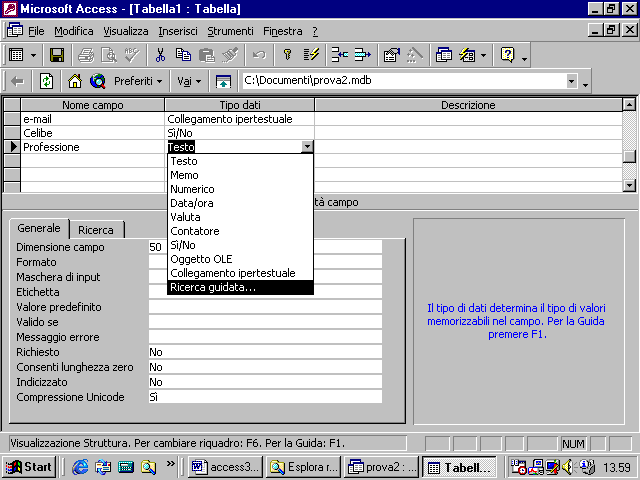 Microsoft Access - [Tabella1 : Tabella]
File Modifica Visualizza Inserisci Strumenti Finestra ?
Preferiti Vai C:\Documenti\prova2.mdb
Nome campo Tipo dati Descrizione
e-mail Collegamento ipertestuale
Celibe Sì/No
Professione Testo
Testo
Memo
Numerico
Data/ora
Valuta
Contatore
Sì/No
Oggetto OLE
Collegamento ipertestuale
Ricerca guidata...
tà campo
Generale Ricerca
Dimensione campo 50
Formato
Maschera di input
Etichetta
Valore predefinito
Valido se
Messaggio errore
Richiesto No
Consenti lunghezza zero No
Indicizzato No
Compressione Unicode Sì
Il tipo di dati determina il tipo di valori
memorizzabili nel campo. Per la Guida
premere F1.
Visualizzazione Struttura. Per cambiare riquadro: F6. Per la Guida: F1. NUM
Start access3... Esplora r... prova2 : ... Tabell... 13.59